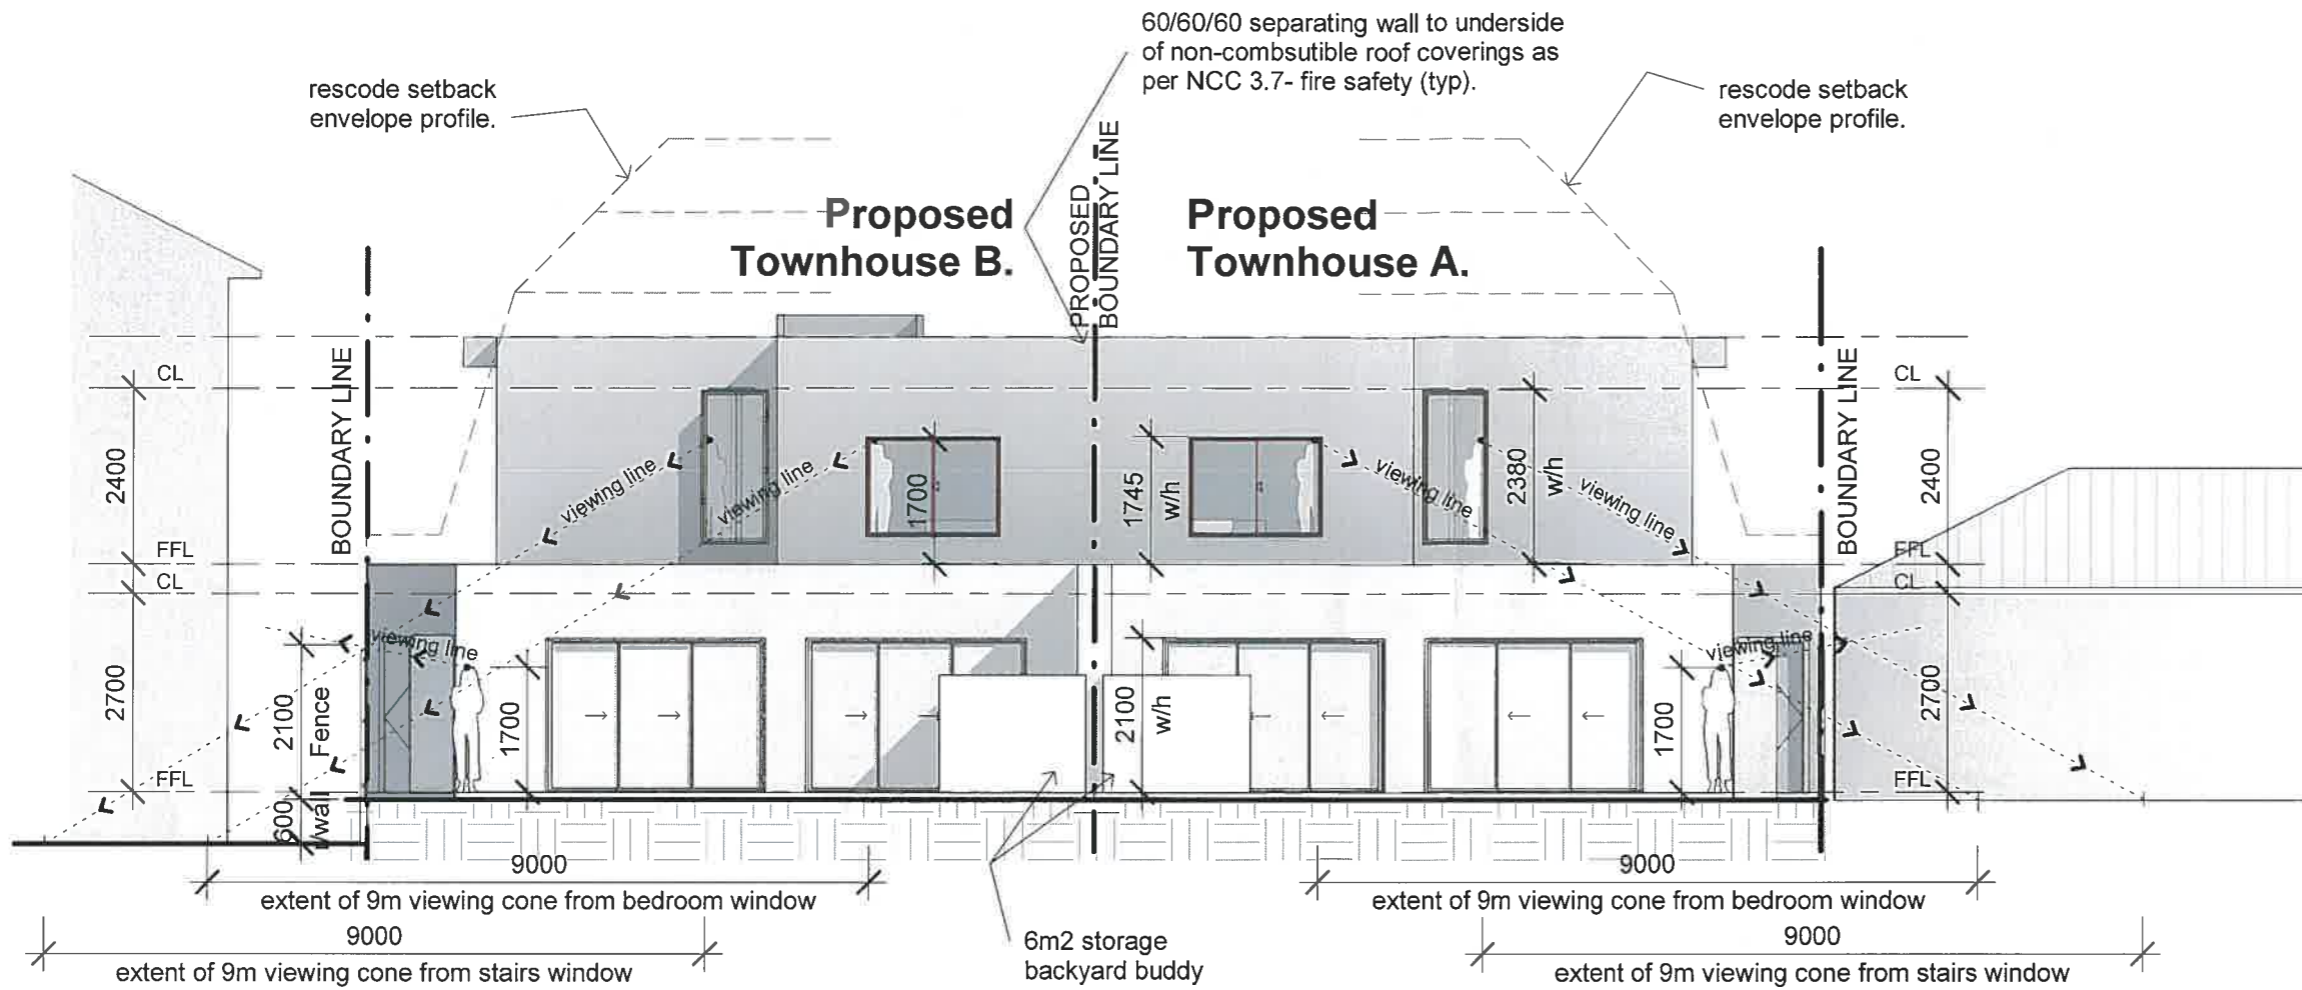 60/60/60 separating wall to underside
of non-combsutible roof coverings as
per NCC 3.7- fire safety (typ).
rescode setback
envelope profile.
rescode setback
envelope profile.
Proposed
Townhouse B.
PROPOSED
BOUNDARY LINE
Proposed
Townhouse A.
BOUNDARY LINE
BOUNDARY LINE
CL
2400
FFL
CL
2700
FFL
2100
600
Fence
viewing line
viewing line
viewing line
1700
1700
1745
w/h
2100
w/h
2380
w/h
viewing line
viewing line
viewing line
1700
CL
2400
FFL
CL
2700
FFL
9000
extent of 9m viewing cone from bedroom window
9000
extent of 9m viewing cone from stairs window
6m2 storage
backyard buddy
9000
extent of 9m viewing cone from bedroom window
9000
extent of 9m viewing cone from stairs window